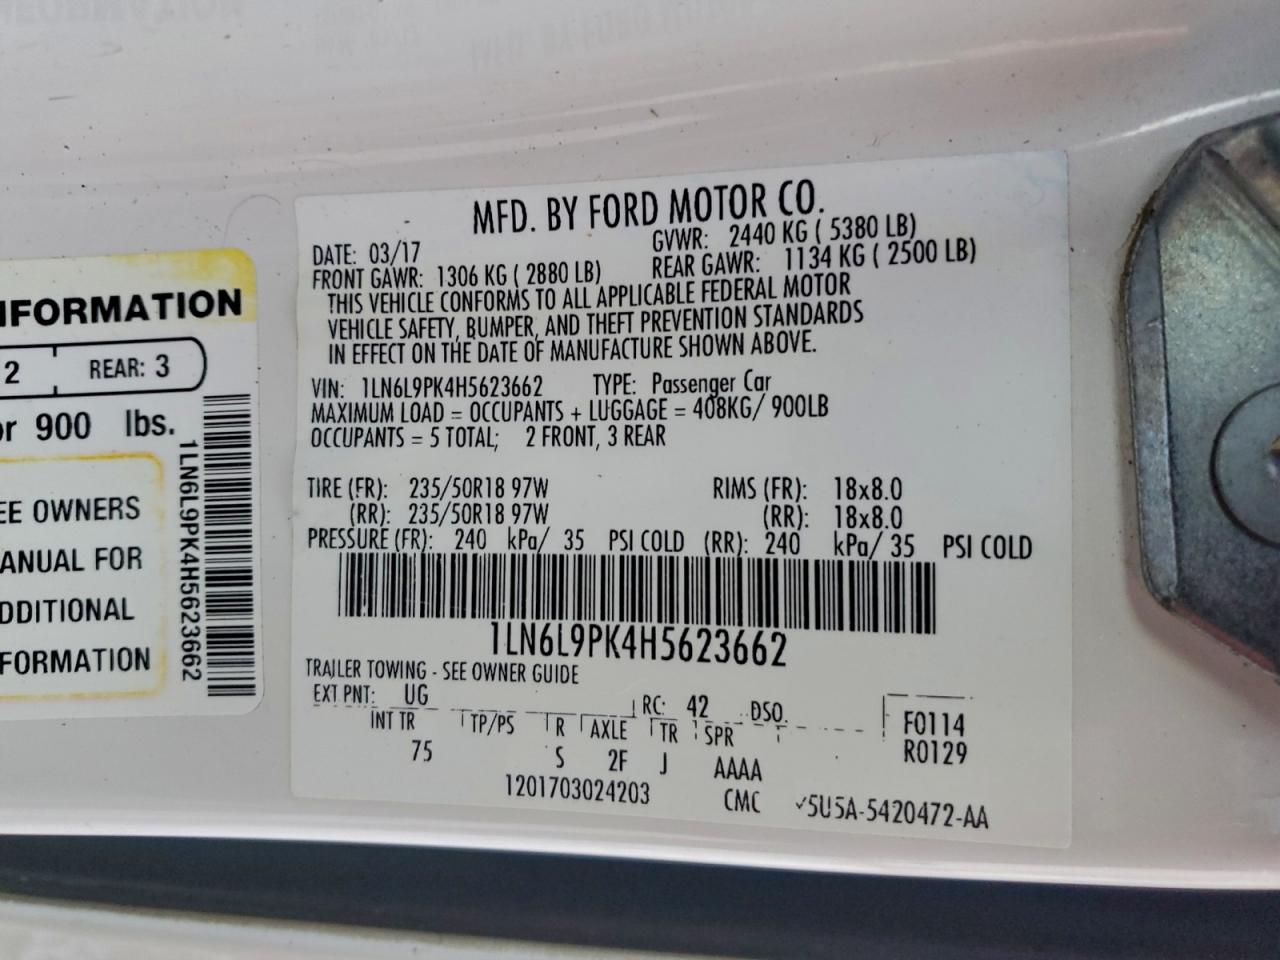 MFD. BY FORD MOTOR CO.
DATE: 03/17 GVWR: 2440 KG ( 5380 LB)
FRONT GAWR: 1306 KG ( 2880 LB) REAR GAWR: 1134 KG ( 2500 LB)
THIS VEHICLE CONFORMS TO ALL APPLICABLE FEDERAL MOTOR
VEHICLE SAFETY, BUMPER, AND THEFT PREVENTION STANDARDS
IN EFFECT ON THE DATE OF MANUFACTURE SHOWN ABOVE.
VIN: 1LN6L9PK4H5623662 TYPE: Passenger Car
MAXIMUM LOAD = OCCUPANTS + LUGGAGE = 408KG/ 900LB
OCCUPANTS = 5 TOTAL; 2 FRONT, 3 REAR
TIRE (FR): 235/50R18 97W RIMS (FR): 18x8.0
(RR): 235/50R18 97W (RR): 18x8.0
PRESSURE (FR): 240 kPa/ 35 PSI COLD (RR): 240 kPa/ 35 PSI COLD
1LN6L9PK4H5623662
TRAILER TOWING - SEE OWNER GUIDE
EXT PNT: UG RC: 42 DSO
INT TR TP/PS R AXLE TR SPR F0114
75 S 2F J AAAA R0129
1201703024203 CMC 5U5A-5420472-AA
NFORMATION
2 REAR: 3
or 900 lbs.
EE OWNERS
ANUAL FOR
DDITIONAL
FORMATION
1LN6L9PK4H5623662